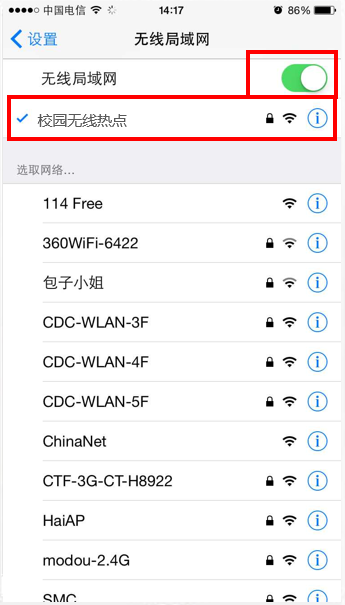 中国电信 14:17 86%
设置 无线局域网
无线局域网
校园无线热点
选取网络...
114 Free
360WiFi-6422
包子小姐
CDC-WLAN-3F
CDC-WLAN-4F
CDC-WLAN-5F
ChinaNet
CTF-3G-CT-H8922
HaiAP
modou-2.4G
SMC